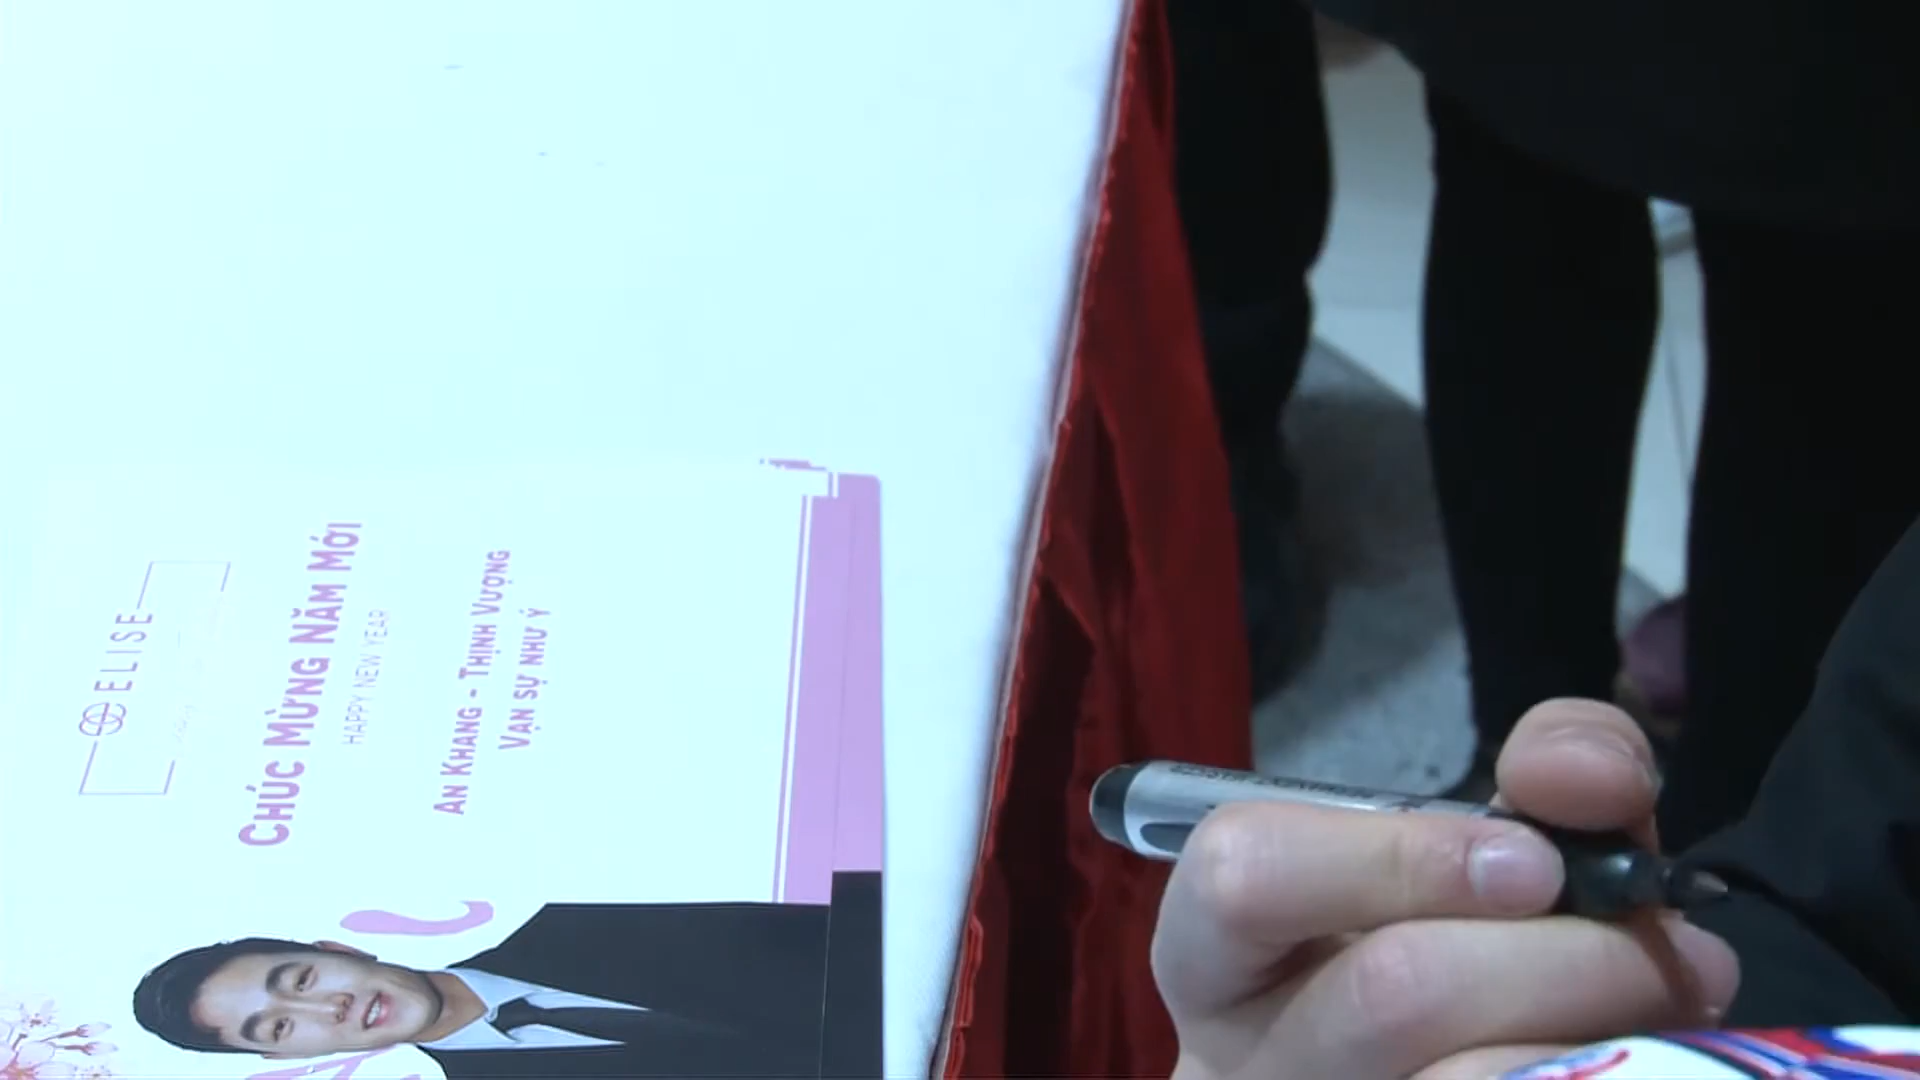 ELISE
CHÚC MỪNG NĂM MỚI
HAPPY NEW YEAR
AN KHANG - THỊNH VƯỢNG
VẠN SỰ NHƯ Ý